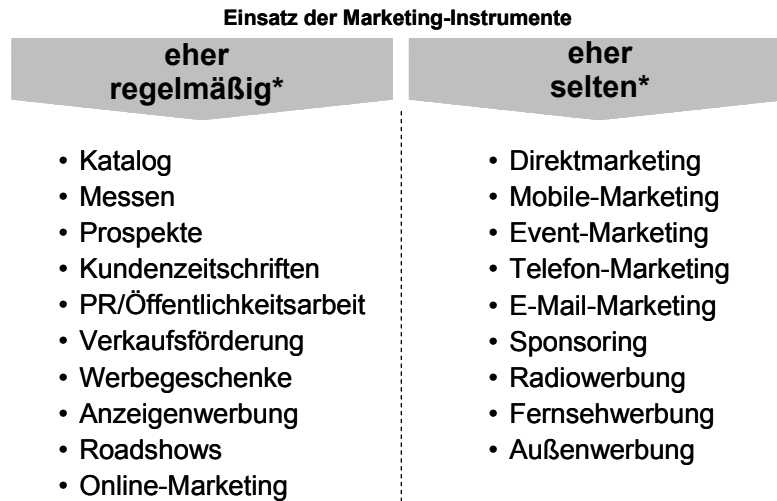 Einsatz der Marketing-Instrumente
eher
regelmäßig*
• Katalog
• Messen
• Prospekte
• Kundenzeitschriften
• PR/Öffentlichkeitsarbeit
• Verkaufsförderung
• Werbegeschenke
• Anzeigenwerbung
• Roadshows
• Online-Marketing
eher
selten*
• Direktmarketing
• Mobile-Marketing
• Event-Marketing
• Telefon-Marketing
• E-Mail-Marketing
• Sponsoring
• Radiowerbung
• Fernsehwerbung
• Außenwerbung